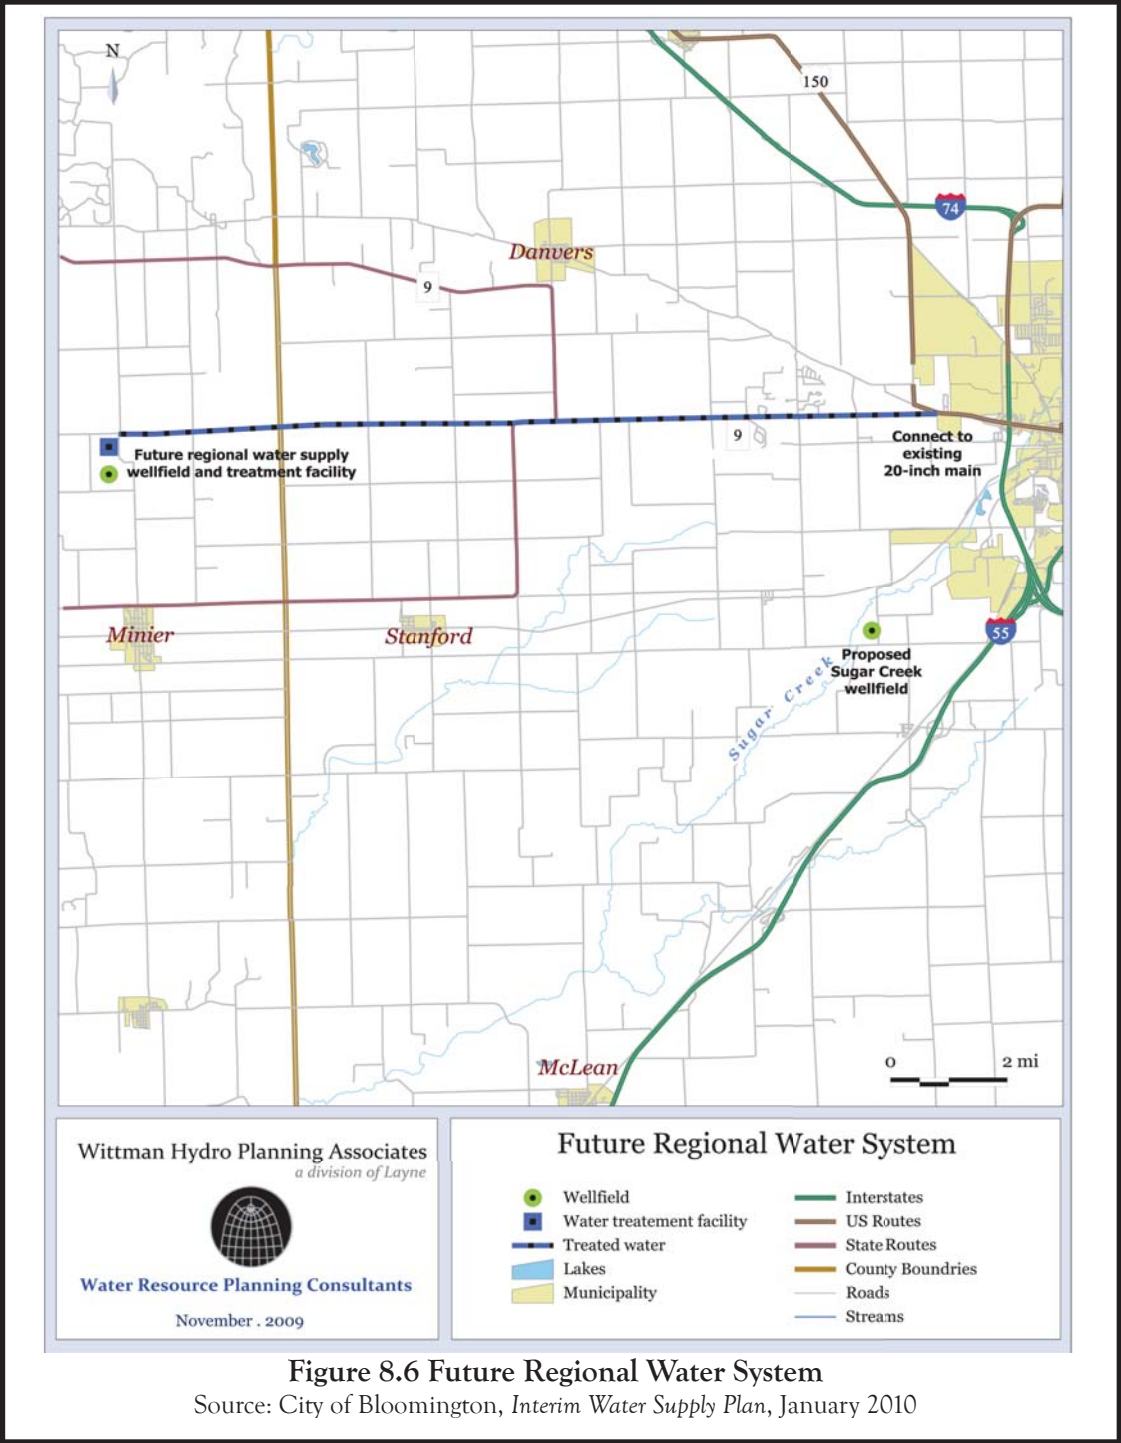 N
150
74
Danvers
9
9
Future regional water supply
wellfield and treatment facility
Connect to
existing
20-inch main
Minier
Stanford
55
Proposed
Sugar Creek
wellfield
Sugar Creek
McLean
0 2 mi
Wittman Hydro Planning Associates
a division of Layne
Water Resource Planning Consultants
November . 2009
Future Regional Water System
Wellfield
Water treatement facility
Treated water
Lakes
Municipality
Interstates
US Routes
State Routes
County Boundries
Roads
Streams
Figure 8.6 Future Regional Water System
Source: City of Bloomington, Interim Water Supply Plan, January 2010